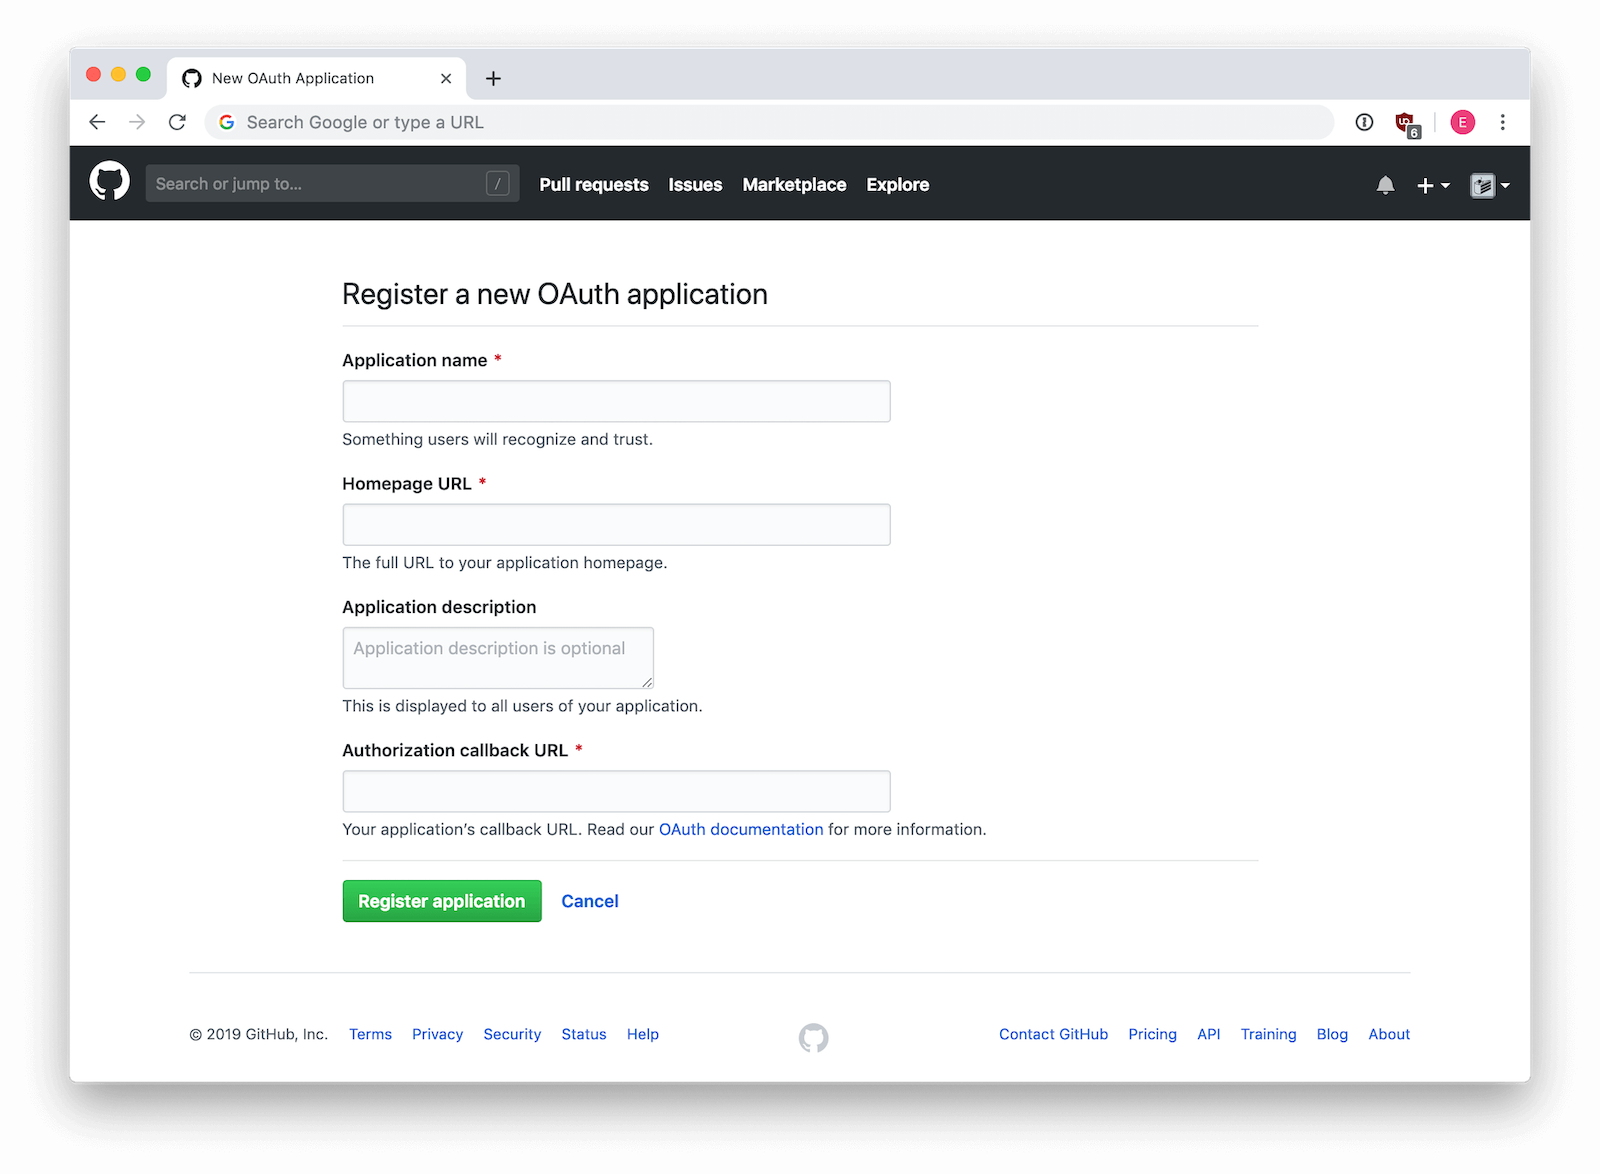 New OAuth Application
Search Google or type a URL
6
E
Search or jump to...
/
Pull requests Issues Marketplace Explore
Register a new OAuth application
Application name *
Something users will recognize and trust.
Homepage URL *
The full URL to your application homepage.
Application description
Application description is optional
This is displayed to all users of your application.
Authorization callback URL *
Your application’s callback URL. Read our OAuth documentation for more information.
Register application Cancel
© 2019 GitHub, Inc. Terms Privacy Security Status Help Contact GitHub Pricing API Training Blog About